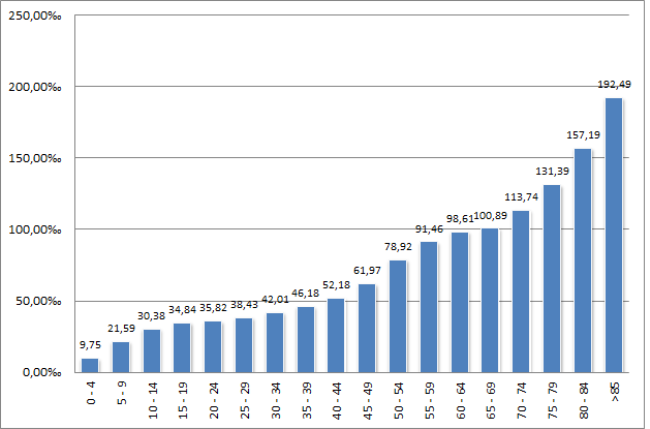 250,00‰
200,00‰
150,00‰
100,00‰
50,00‰
0,00‰
9,75
21,59
30,38
34,84
35,82
38,43
42,01
46,18
52,18
61,97
78,92
91,46
98,61
100,89
113,74
131,39
157,19
192,49
0 - 4
5 - 9
10 - 14
15 - 19
20 - 24
25 - 29
30 - 34
35 - 39
40 - 44
45 - 49
50 - 54
55 - 59
60 - 64
65 - 69
70 - 74
75 - 79
80 - 84
>85